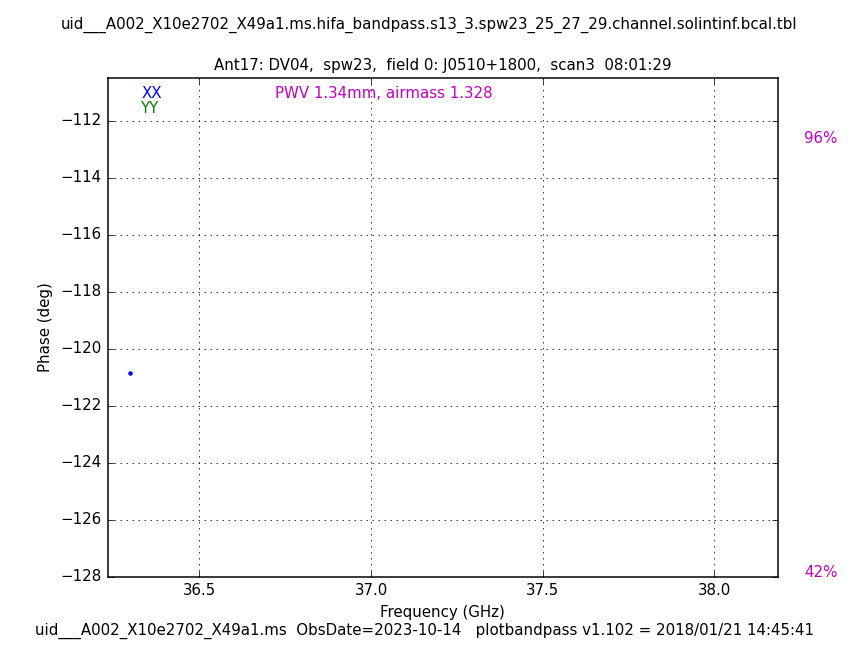 uid___A002_X10e2702_X49a1.ms.hifa_bandpass.s13_3.spw23_25_27_29.channel.solintinf.bcal.tbl
Ant17: DV04,  spw23,  field 0: J0510+1800,  scan3  08:01:29
XX
PWV 1.34mm, airmass 1.328
YY
−112
96%
−114
−116
−118
Phase (deg)
−120
−122
−124
−126
−128
42%
36.5
37.0
37.5
38.0
Frequency (GHz)
uid___A002_X10e2702_X49a1.ms  ObsDate=2023-10-14   plotbandpass v1.102 = 2018/01/21 14:45:41